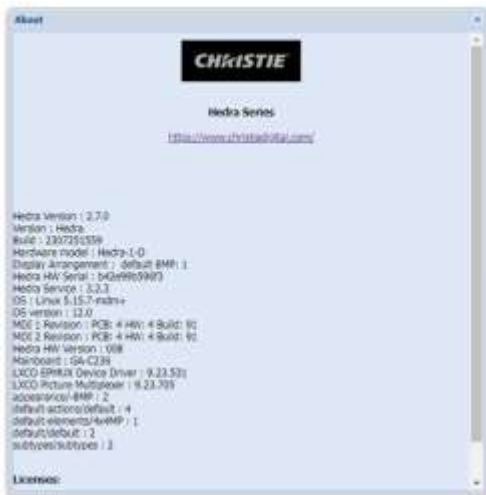 About
CHRISTIE
Hedra Series
https://www.christiedigital.com/
Hedra Version : 2.7.0
Version : Hedra
Build : 2307251559
Hardware model : Hedra-1-D
Display Arrangement : default-BMP: 1
Hedra HW Serial :
Hedra Service : 3.2.3
OS : Linux 5.15.7-mdm+
OS version : 12.0
MDI 1 Revision : PCB: 4 HW: 4 Build: 91
MDI 2 Revision : PCB: 4 HW: 4 Build: 91
Hedra HW Version : 008
Mainboard : GA-C236
LXCO EPMUX Device Driver : 9.23.531
LXCO Picture Multiplexer : 9.23.705
appearance/-BMP : 2
default-actions/default : 4
default-elements/4x4MP : 1
default/default : 2
subtypes/subtypes : 2
Licenses: